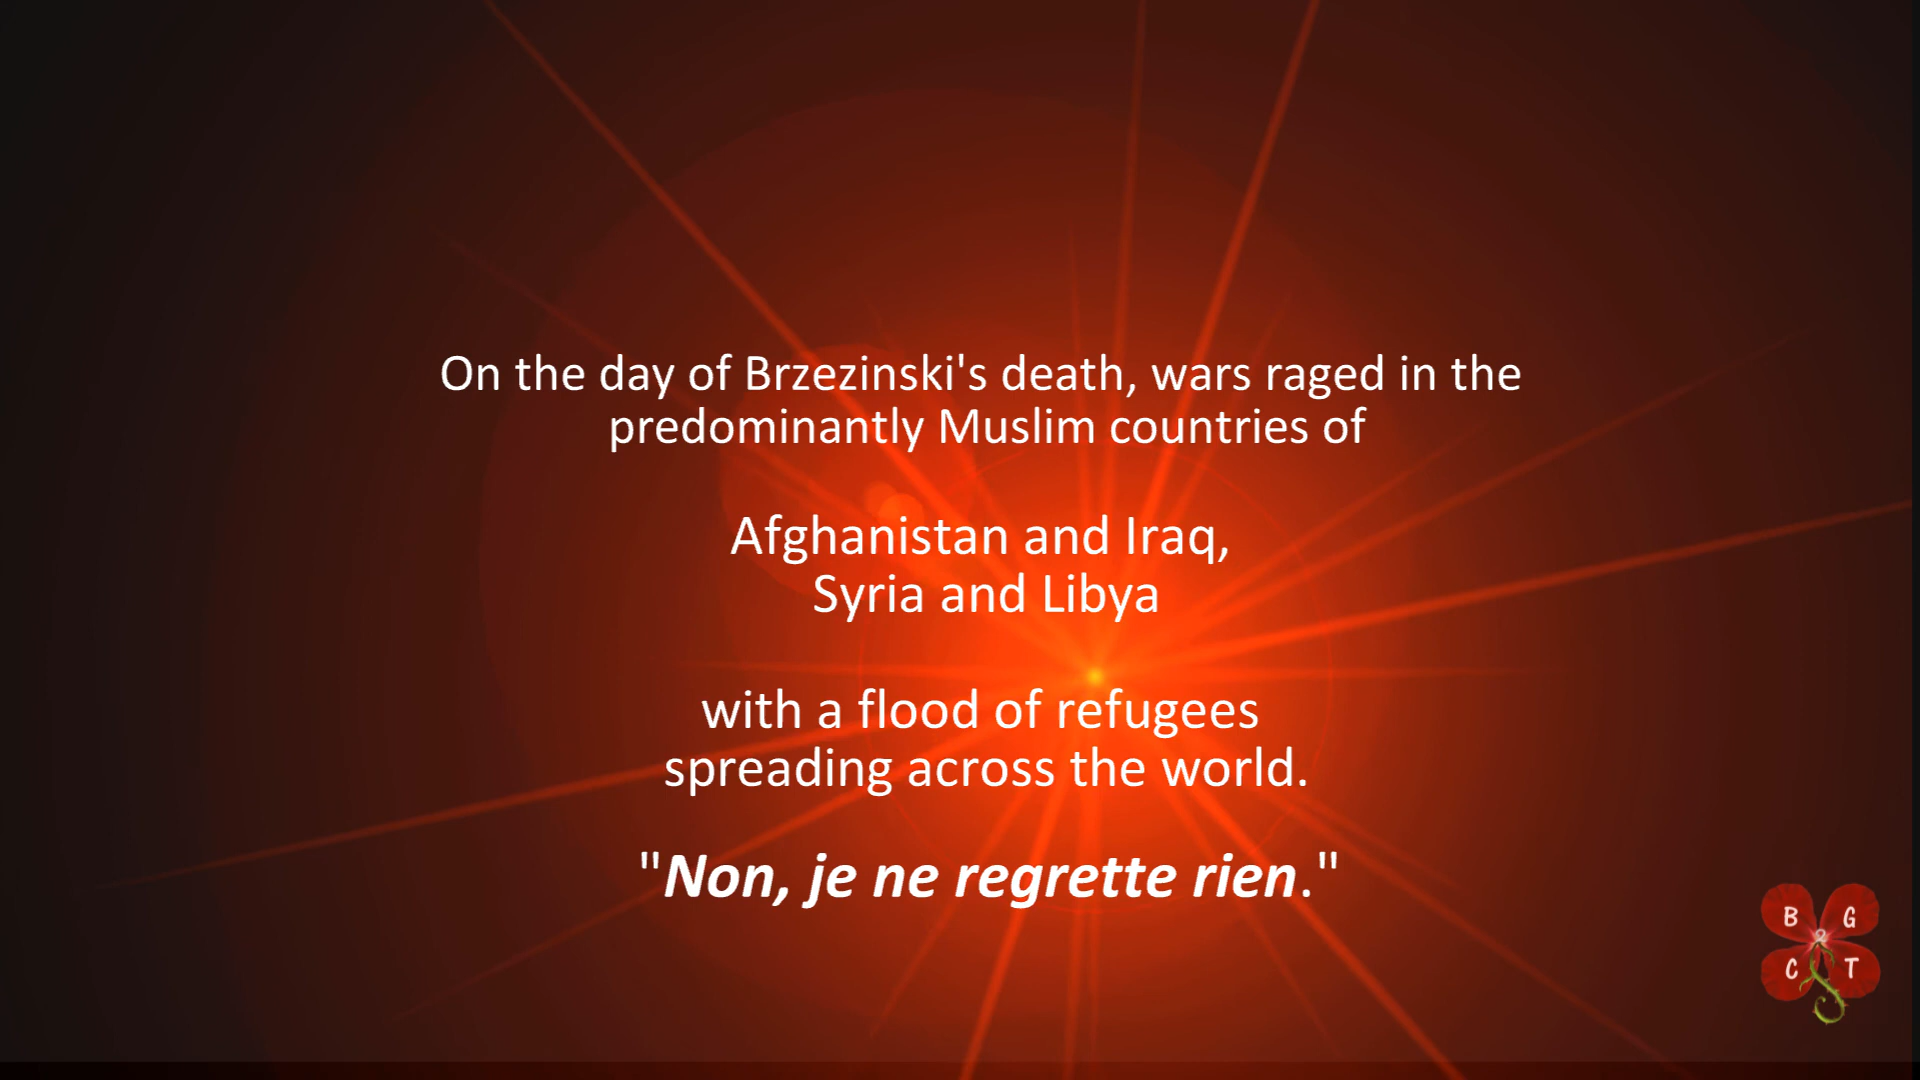 On the day of Brzezinski's death, wars raged in the
predominantly Muslim countries of
Afghanistan and Iraq,
Syria and Libya
with a flood of refugees
spreading across the world.
"Non, je ne regrette rien."
B G
C T